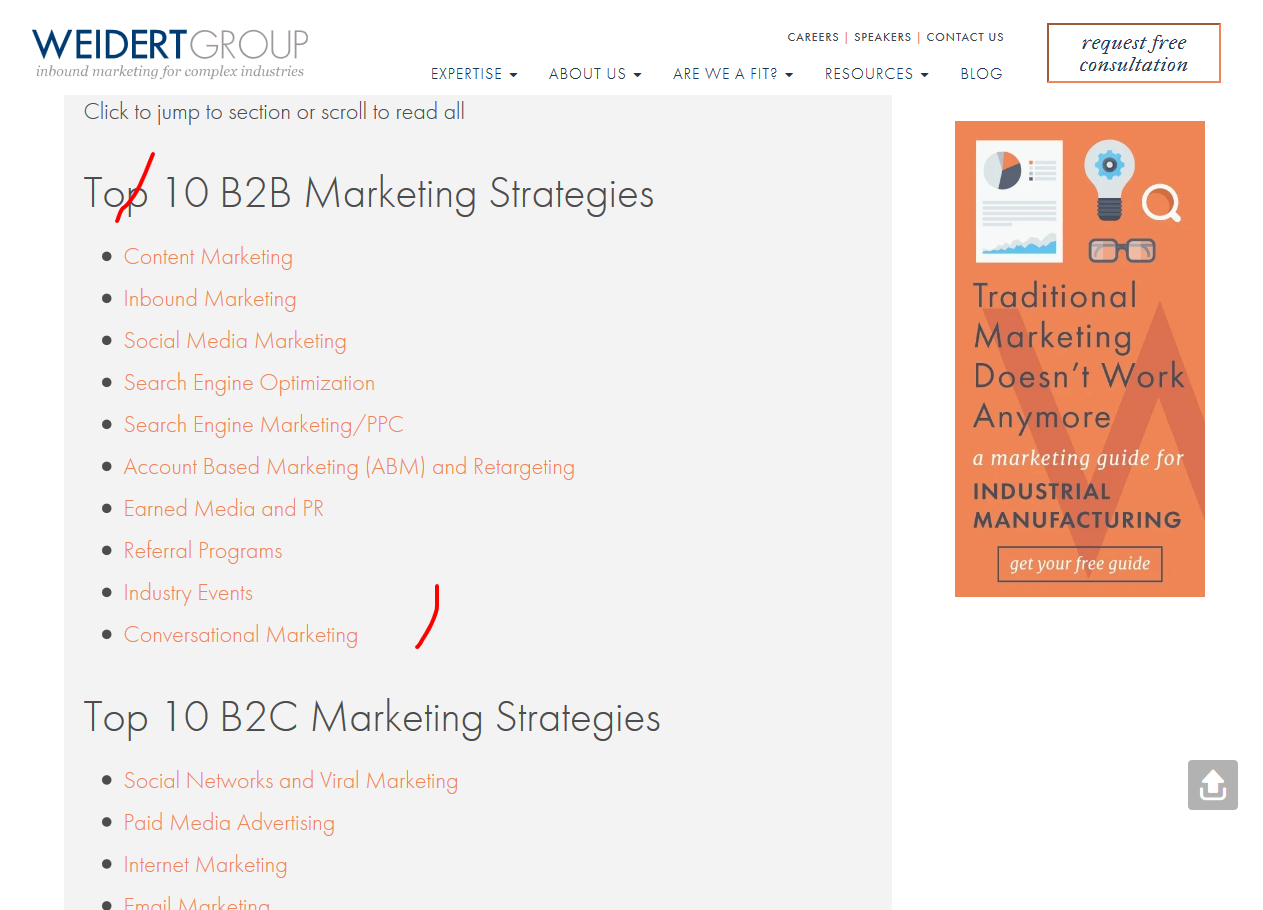 WEIDERTGROUP
inbound marketing for complex industries
CAREERS | SPEAKERS | CONTACT US
EXPERTISE ABOUT US ARE WE A FIT? RESOURCES BLOG
request free
consultation
Click to jump to section or scroll to read all
Top 10 B2B Marketing Strategies
Content Marketing
Inbound Marketing
Social Media Marketing
Search Engine Optimization
Search Engine Marketing/PPC
Account Based Marketing (ABM) and Retargeting
Earned Media and PR
Referral Programs
Industry Events
Conversational Marketing
Top 10 B2C Marketing Strategies
Social Networks and Viral Marketing
Paid Media Advertising
Internet Marketing
Email Marketing
Traditional
Marketing
Doesn't Work
Anymore
a marketing guide for
INDUSTRIAL
MANUFACTURING
get your free guide